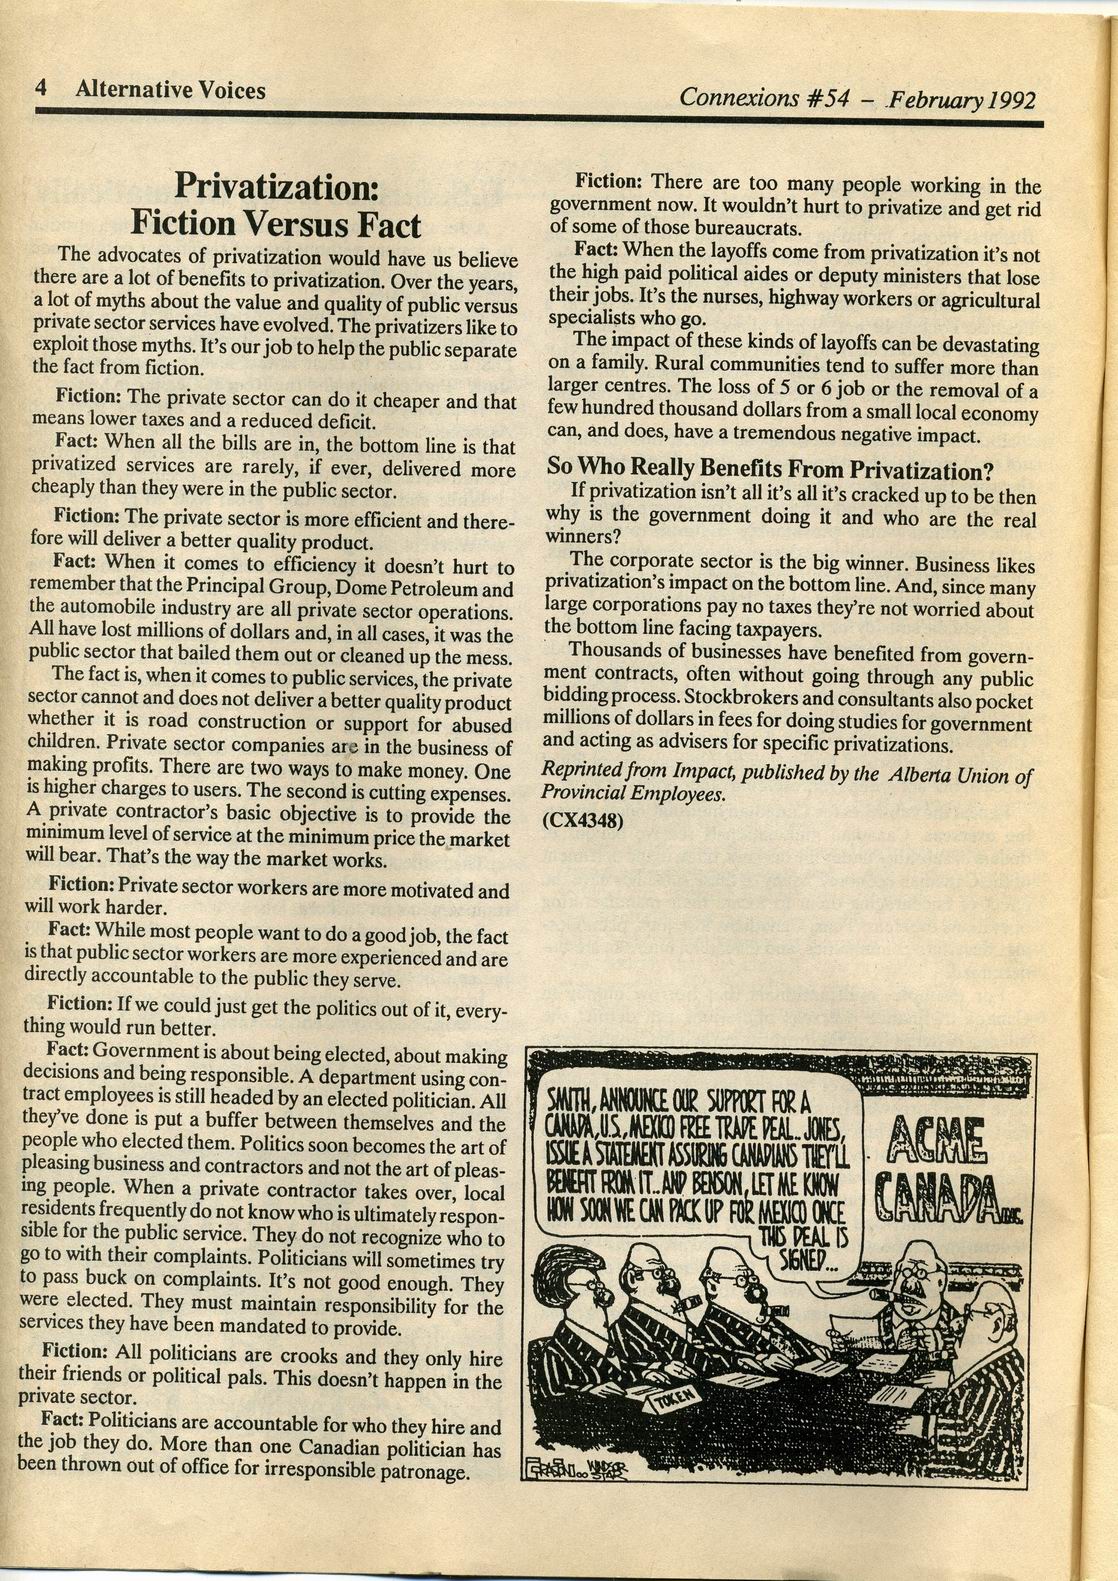 4 Alternative Voices
Connexions #54 – February 1992
Privatization:
Fiction Versus Fact
The advocates of privatization would have us believe
there are a lot of benefits to privatization. Over the years,
a lot of myths about the value and quality of public versus
private sector services have evolved. The privatizers like to
exploit those myths. It's our job to help the public separate
the fact from fiction.
Fiction: The private sector can do it cheaper and that
means lower taxes and a reduced deficit.
Fact: When all the bills are in, the bottom line is that
privatized services are rarely, if ever, delivered more
cheaply than they were in the public sector.
Fiction: The private sector is more efficient and there-
fore will deliver a better quality product.
Fact: When it comes to efficiency it doesn't hurt to
remember that the Principal Group, Dome Petroleum and
the automobile industry are all private sector operations.
All have lost millions of dollars and, in all cases, it was the
public sector that bailed them out or cleaned up the mess.
The fact is, when it comes to public services, the private
sector cannot and does not deliver a better quality product
whether it is road construction or support for abused
children. Private sector companies are in the business of
making profits. There are two ways to make money. One
is higher charges to users. The second is cutting expenses.
A private contractor's basic objective is to provide the
minimum level of service at the minimum price the market
will bear. That's the way the market works.
Fiction: Private sector workers are more motivated and
will work harder.
Fact: While most people want to do a good job, the fact
is that public sector workers are more experienced and are
directly accountable to the public they serve.
Fiction: If we could just get the politics out of it, every-
thing would run better.
Fact: Government is about being elected, about making
decisions and being responsible. A department using con-
tract employees is still headed by an elected politician. All
they've done is put a buffer between themselves and the
people who elected them. Politics soon becomes the art of
pleasing business and contractors and not the art of pleas-
ing people. When a private contractor takes over, local
residents frequently do not know who is ultimately respon-
sible for the public service. They do not recognize who to
go to with their complaints. Politicians will sometimes try
to pass buck on complaints. It's not good enough. They
were elected. They must maintain responsibility for the
services they have been mandated to provide.
Fiction: All politicians are crooks and they only hire
their friends or political pals. This doesn't happen in the
private sector.
Fact: Politicians are accountable for who they hire and
the job they do. More than one Canadian politician has
been thrown out of office for irresponsible patronage.
Fiction: There are too many people working in the
government now. It wouldn't hurt to privatize and get rid
of some of those bureaucrats.
Fact: When the layoffs come from privatization it's not
the high paid political aides or deputy ministers that lose
their jobs. It's the nurses, highway workers or agricultural
specialists who go.
The impact of these kinds of layoffs can be devastating
on a family. Rural communities tend to suffer more than
larger centres. The loss of 5 or 6 job or the removal of a
few hundred thousand dollars from a small local economy
can, and does, have a tremendous negative impact.
So Who Really Benefits From Privatization?
If privatization isn't all it's all it's cracked up to be then
why is the government doing it and who are the real
winners?
The corporate sector is the big winner. Business likes
privatization's impact on the bottom line. And, since many
large corporations pay no taxes they're not worried about
the bottom line facing taxpayers.
Thousands of businesses have benefited from govern-
ment contracts, often without going through any public
bidding process. Stockbrokers and consultants also pocket
millions of dollars in fees for doing studies for government
and acting as advisers for specific privatizations.
Reprinted from Impact, published by the Alberta Union of
Provincial Employees.
(CX4348)
SMITH, ANNOUNCE OUR SUPPORT FOR A
CANADA, U.S., MEXICO FREE TRADE DEAL.. JONES,
ISSUE A STATEMENT ASSURING CANADIANS THEY'LL
BENEFIT FROM IT.. AND BENSON, LET ME KNOW
HOW SOON WE CAN PACK UP FOR MEXICO ONCE
THIS DEAL IS
SIGNED...
ACME
CANADA INC.
TOKEN
GRASTON... WINDSOR
STAR